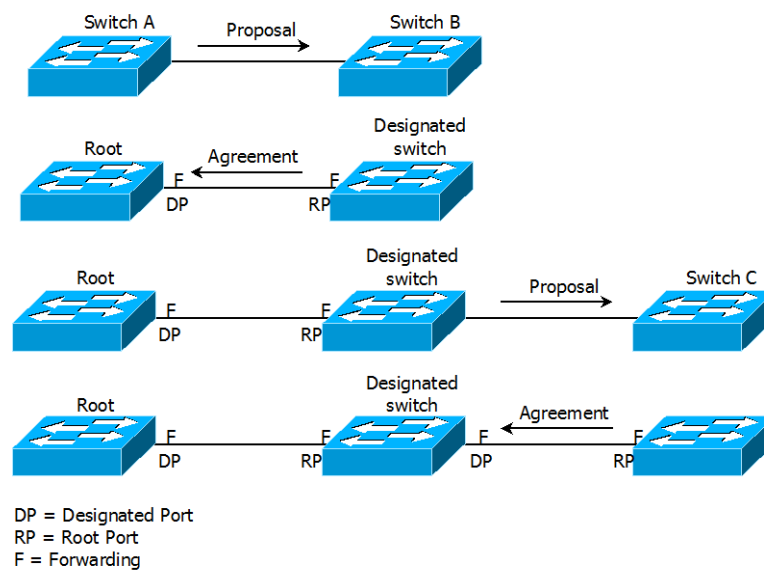 Switch A
Proposal
Switch B
Root
Agreement
Designated
switch
F
F
DP
RP
Root
Designated
switch
Proposal
Switch C
F
F
DP
RP
Root
Designated
switch
Agreement
F
F
F
F
DP
RP
DP
RP
DP = Designated Port
RP = Root Port
F = Forwarding